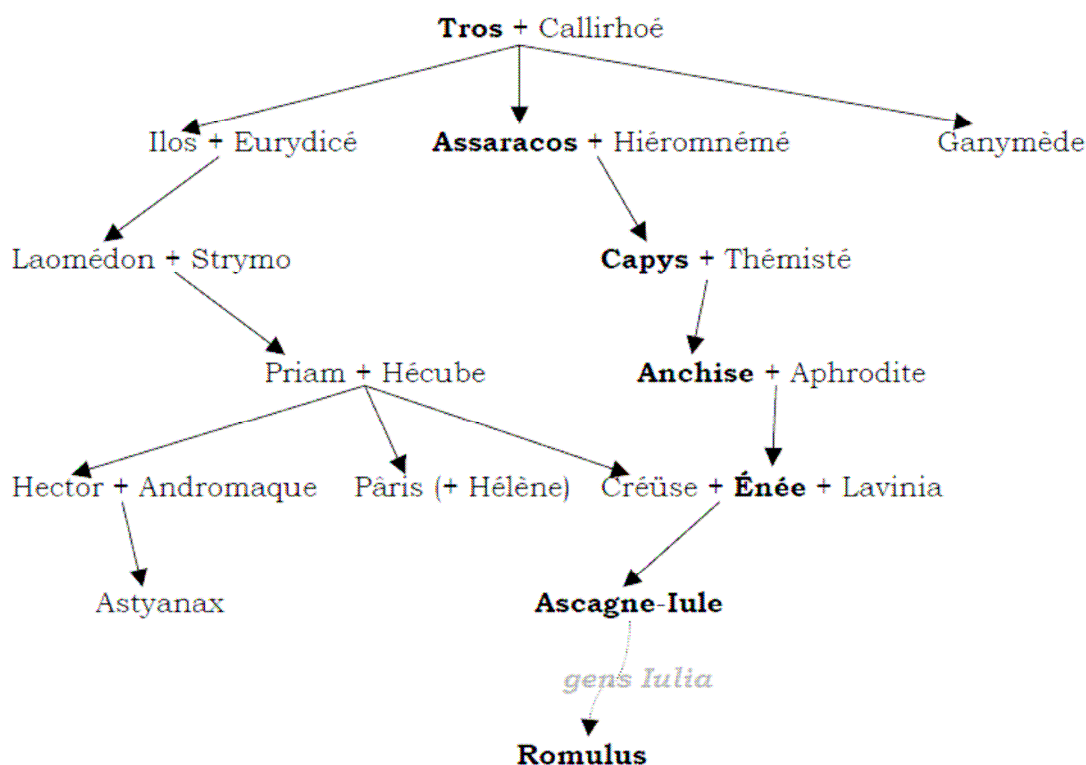 Tros + Callirhoé
Ilos + Eurydicé Assaracos + Hiéromnémé Ganymède
Laomédon + Strymo Capys + Thémisté
Priam + Hécube Anchise + Aphrodite
Hector + Andromaque Pâris (+ Hélène) Créüse + Énée + Lavinia
Astyanax Ascagne-Iule
gens Iulia
Romulus